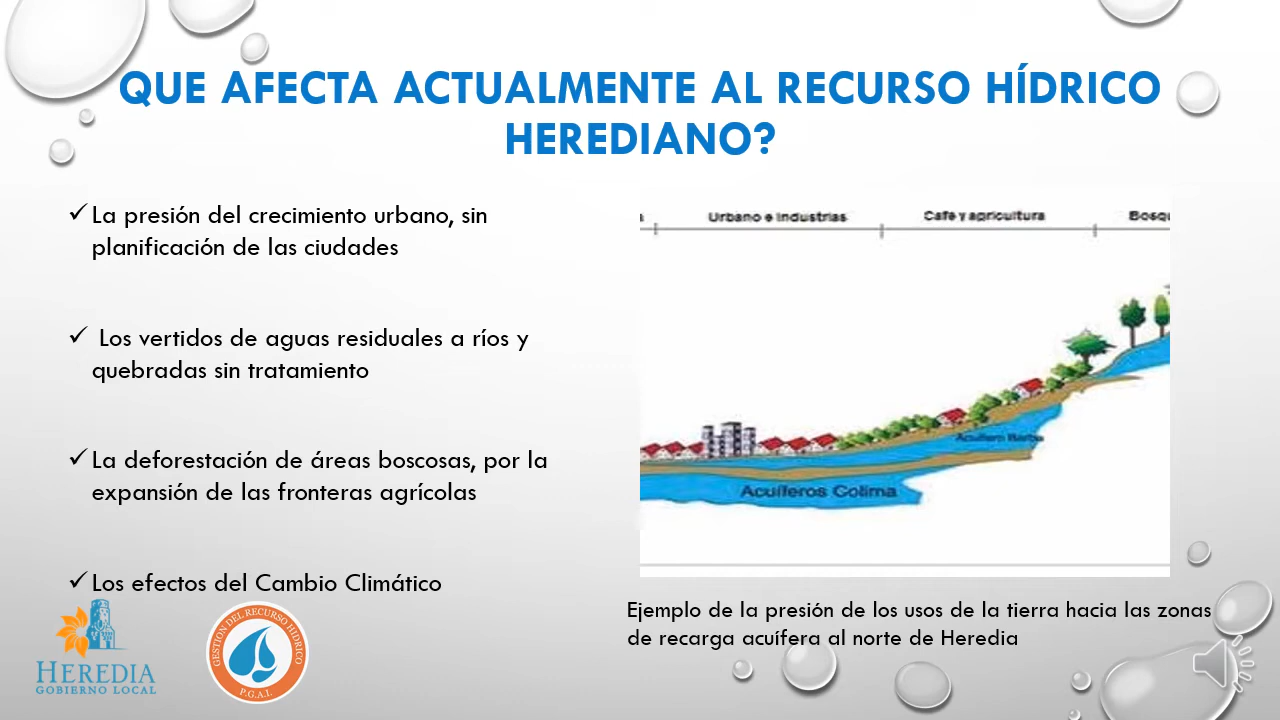 QUE AFECTA ACTUALMENTE AL RECURSO HÍDRICO
HEREDIANO?
✓ La presión del crecimiento urbano, sin
planificación de las ciudades
✓ Los vertidos de aguas residuales a ríos y
quebradas sin tratamiento
✓ La deforestación de áreas boscosas, por la
expansión de las fronteras agrícolas
✓ Los efectos del Cambio Climático
Urbano e Industrias
Café y agricultura
Bosq
Acuífero Barba
Acuíferos Colima
Ejemplo de la presión de los usos de la tierra hacia las zonas
de recarga acuífera al norte de Heredia
HEREDIA
GOBIERNO LOCAL
GESTION DEL RECURSO HIDRICO
P.G.A.I.